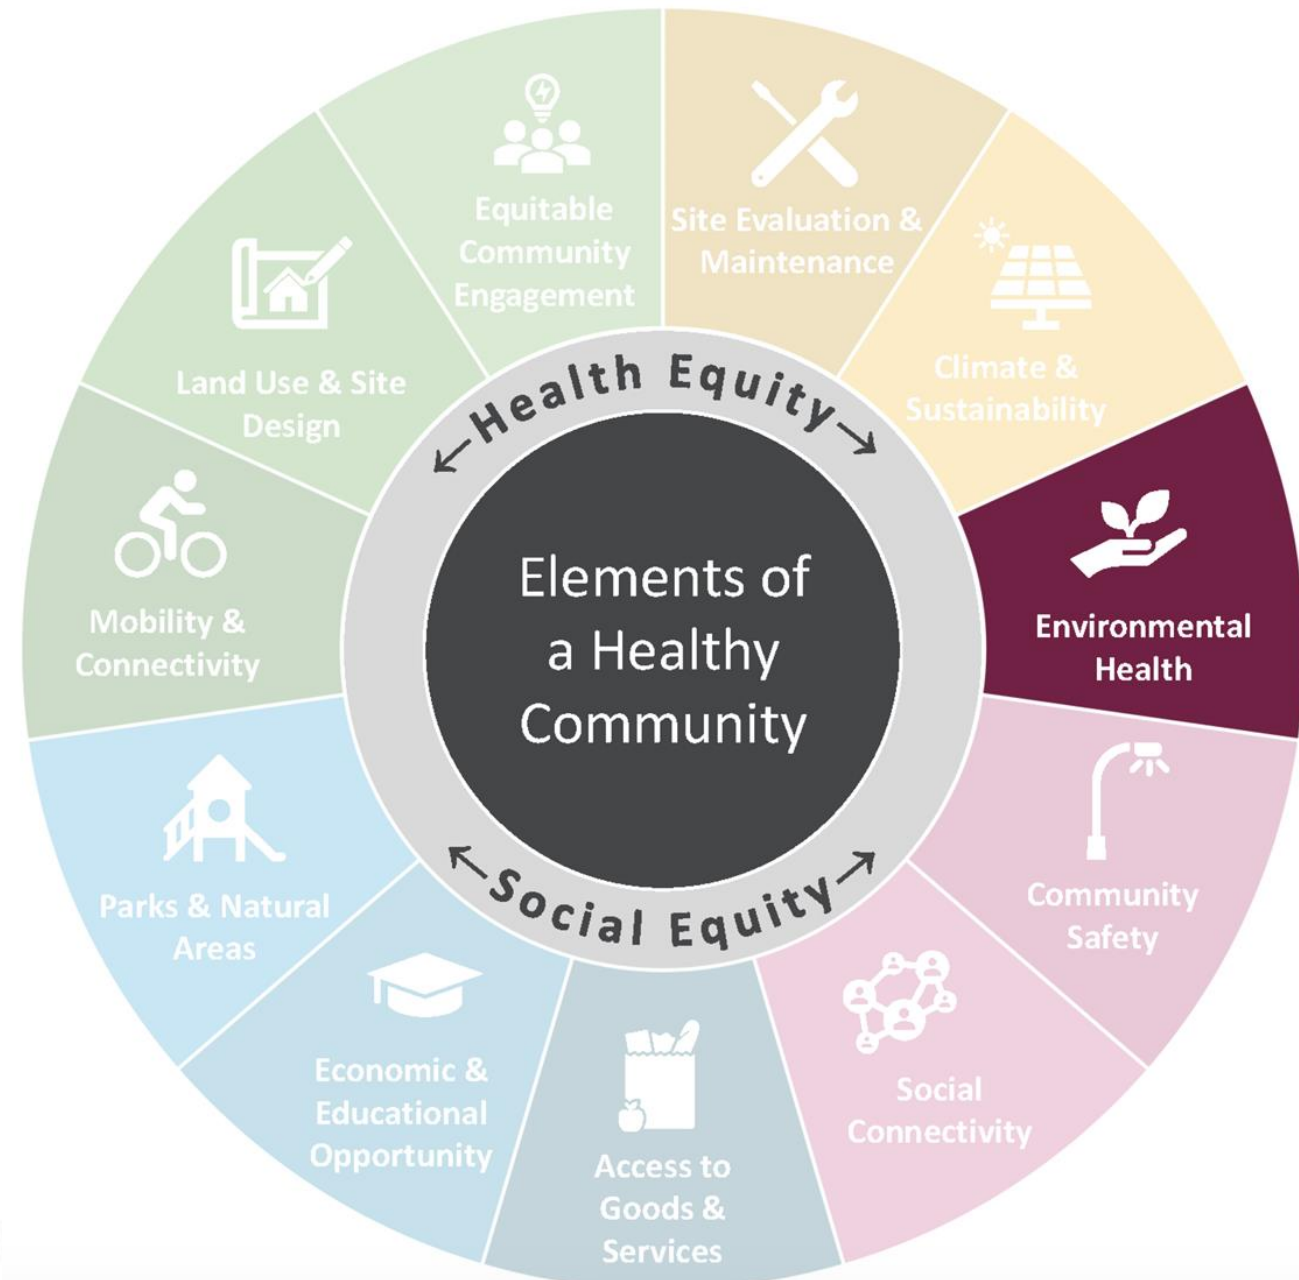 Equitable
Community
Engagement
Site Evaluation &
Maintenance
Climate &
Sustainability
Environmental
Health
Community
Safety
Social
Connectivity
Access to
Goods &
Services
Economic &
Educational
Opportunity
Parks & Natural
Areas
Mobility &
Connectivity
Land Use & Site
Design
←Health Equity→
Elements of
a Healthy
Community
←Social Equity→